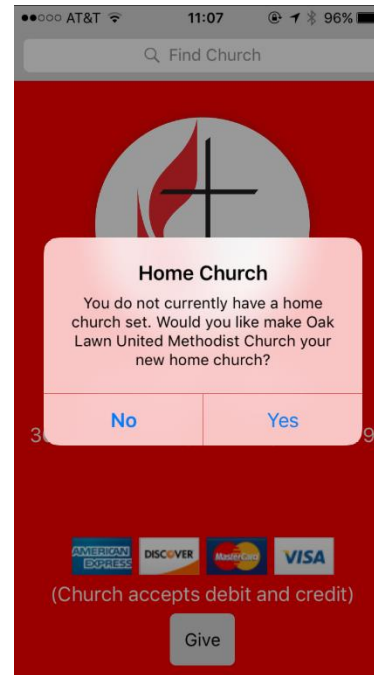 AT&T 11:07 96%
Find Church
Home Church
You do not currently have a home
church set. Would you like make Oak
Lawn United Methodist Church your
new home church?
No Yes
3 9
AMERICAN EXPRESS DISCOVER MasterCard VISA
(Church accepts debit and credit)
Give